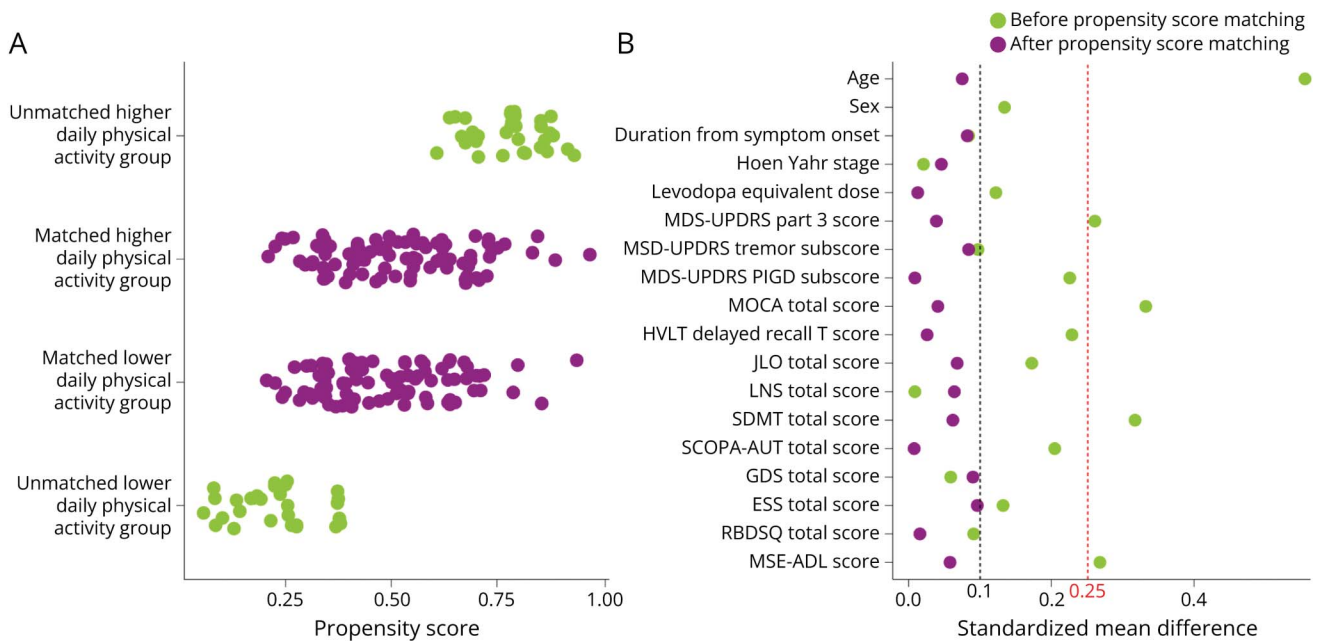 A
Unmatched higher
daily physical
activity group
Matched higher
daily physical
activity group
Matched lower
daily physical
activity group
Unmatched lower
daily physical
activity group
0.25
0.50
0.75
1.00
Propensity score
B
Before propensity score matching
After propensity score matching
Age
Sex
Duration from symptom onset
Hoen Yahr stage
Levodopa equivalent dose
MDS-UPDRS part 3 score
MSD-UPDRS tremor subscore
MDS-UPDRS PIGD subscore
MOCA total score
HVLT delayed recall T score
JLO total score
LNS total score
SDMT total score
SCOPA-AUT total score
GDS total score
ESS total score
RBDSQ total score
MSE-ADL score
0.0
0.1
0.2
0.25
0.4
Standardized mean difference